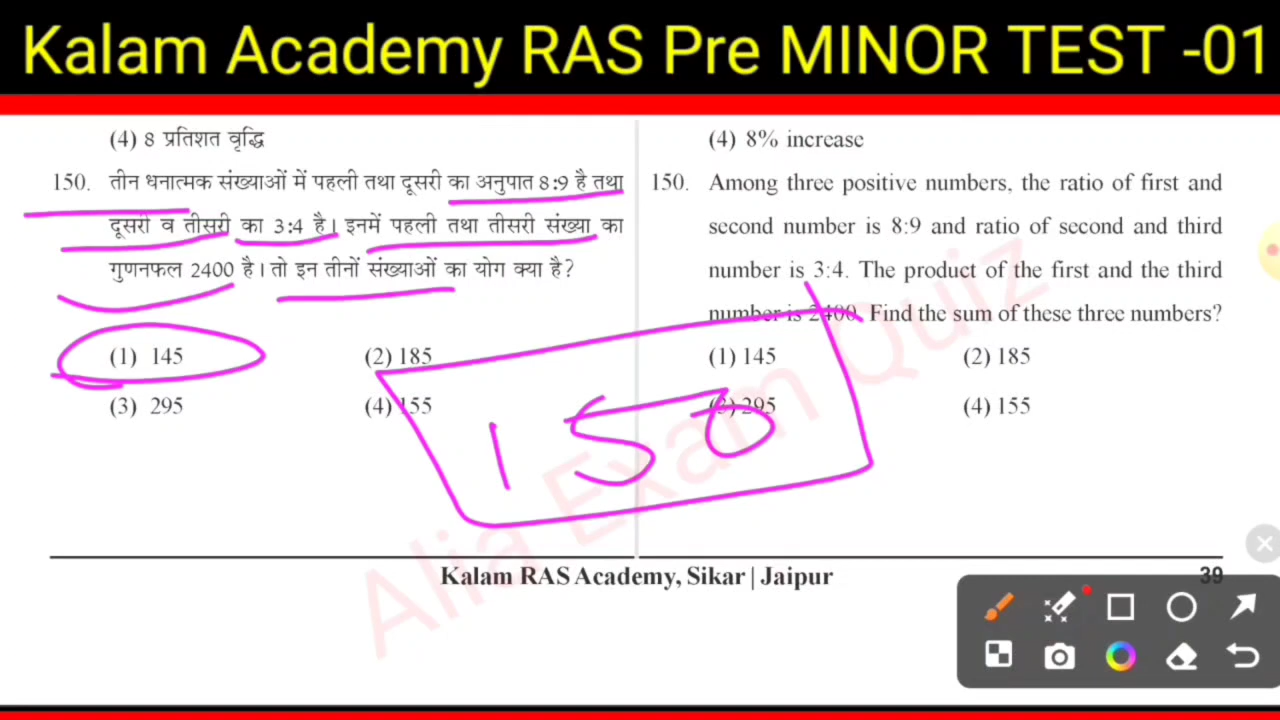 Kalam Academy RAS Pre MINOR TEST -01
(4) 8 प्रतिशत वृद्धि
150. तीन धनात्मक संख्याओं में पहली तथा दूसरी का अनुपात 8:9 है तथा
दूसरी व तीसरी का 3:4 है। इनमें पहली तथा तीसरी संख्या का
गुणनफल 2400 है। तो इन तीनों संख्याओं का योग क्या है?
(1) 145 (2) 185
(3) 295 (4) 155
(4) 8% increase
150. Among three positive numbers, the ratio of first and
second number is 8:9 and ratio of second and third
number is 3:4. The product of the first and the third
number is 2400. Find the sum of these three numbers?
(1) 145 (2) 185
(3) 295 (4) 155
150
Alia Exam Quiz
Kalam RAS Academy, Sikar | Jaipur
39